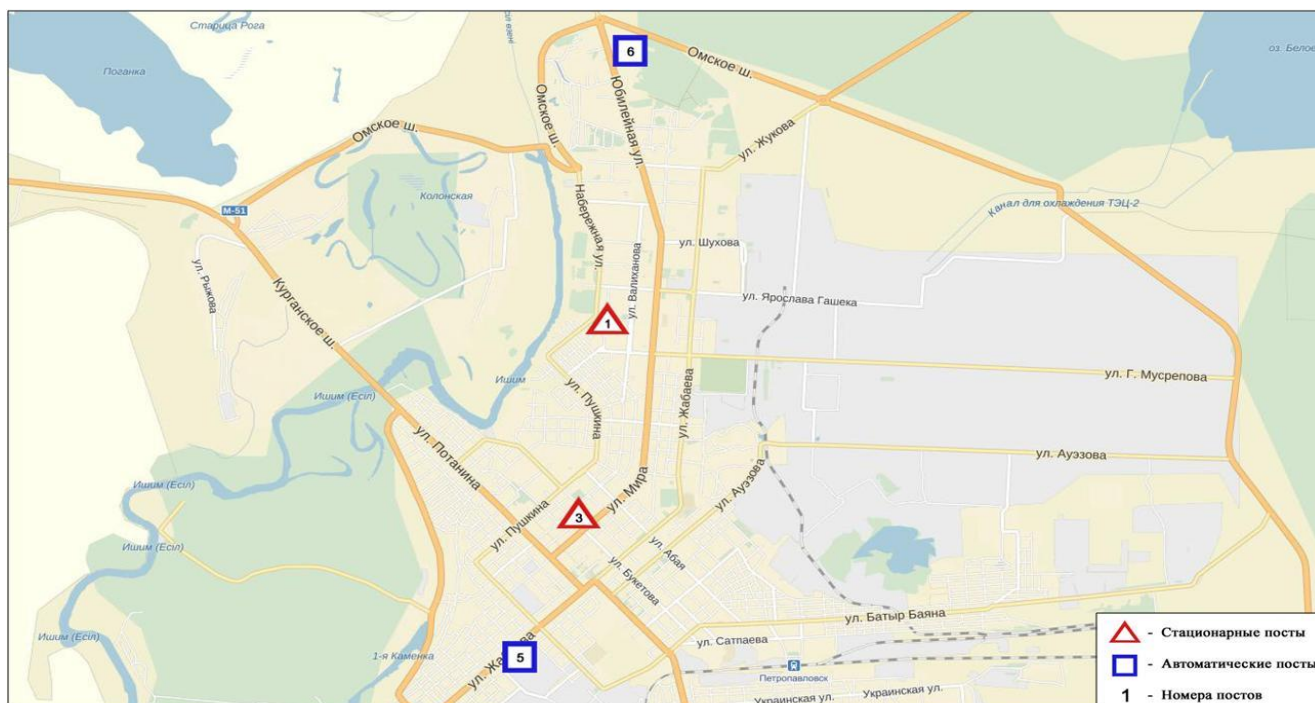 Старица Рога
Поганка
6
Омское ш.
оз. Белое
Омское ш.
Омское ш.
Юбилейная ул.
ул. Жукова
Колонская
М-51
Канал для охлаждения ТЭЦ-2
Набережная ул.
ул. Рыжова
ул. Валиханова
ул. Шухова
ул. Ярослава Гашека
Курганское ш.
1
Ишим
ул. Г. Мусрепова
Ишим (Есіл)
ул. Пушкина
ул. Жабаева
ул. Потанина
ул. Ауэзова
ул. Ауэзова
Ишим (Есіл)
ул. Мира
ул. Пушкина
3
Ишим (Есіл)
ул. Абая
ул. Букетова
ул. Батыр Баяна
Ишим (Есіл)
1-я Каменка
5
ул. Сатпаева
Петропавловск
Украинская ул.
Украинская ул.
- Стационарные посты
- Автоматические посты
1 - Номера постов